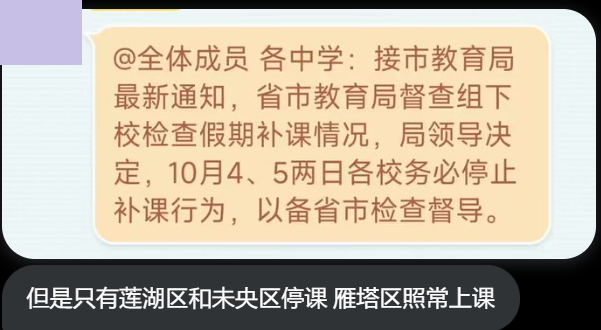 @全体成员 各中学：接市教育局
最新通知，省市教育局督查组下
校检查假期补课情况，局领导决
定，10月4、5两日各校务必停止
补课行为，以备省市检查督导。
但是只有莲湖区和未央区停课 雁塔区照常上课